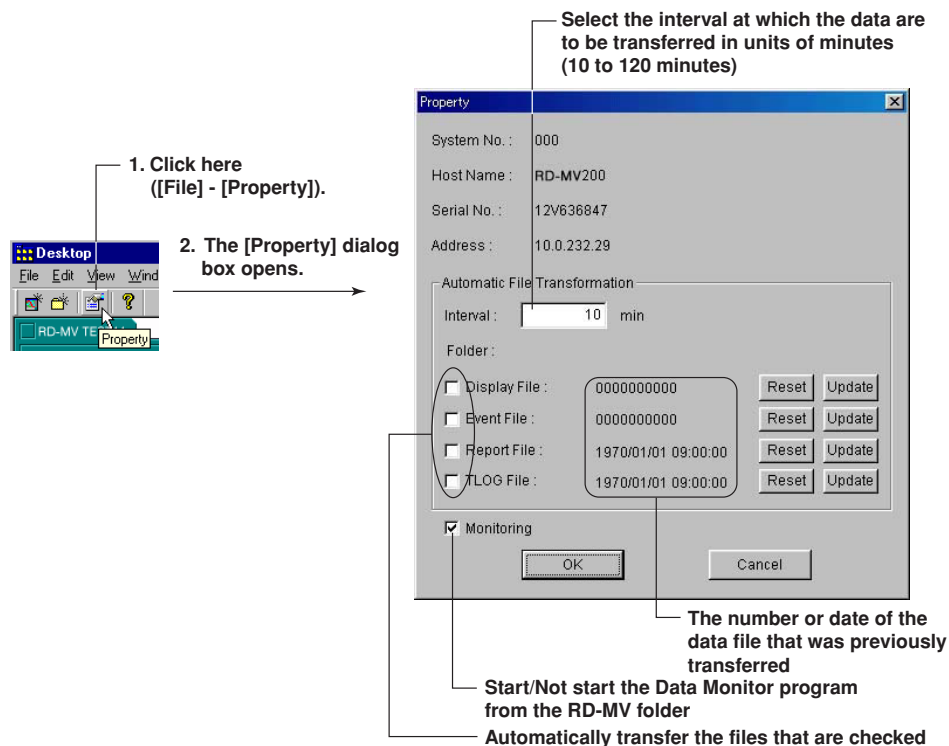 Select the interval at which the data are
to be transferred in units of minutes
(10 to 120 minutes)
1. Click here
([File] - [Property]).
Desktop
File Edit View Wind
RD-MV
Property
2. The [Property] dialog
box opens.
Property
System No. : 000
Host Name : RD-MV200
Serial No. : 12V636847
Address : 10.0.232.29
Automatic File Transformation
Interval : 10 min
Folder :
Display File : 0000000000 Reset Update
Event File : 0000000000 Reset Update
Report File : 1970/01/01 09:00:00 Reset Update
TLOG File : 1970/01/01 09:00:00 Reset Update
Monitoring
OK Cancel
The number or date of the
data file that was previously
transferred
Start/Not start the Data Monitor program
from the RD-MV folder
Automatically transfer the files that are checked